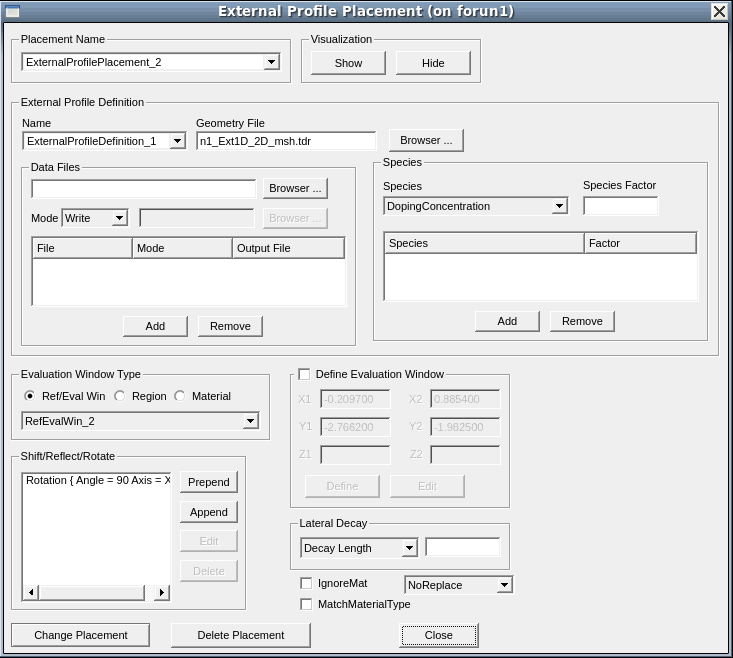 External Profile Placement (on forun1)
Placement Name
Visualization
ExternalProfilePlacement_2
Show
Hide
External Profile Definition
Name
Geometry File
ExternalProfileDefinition_1
n1_Ext1D_2D_msh.tdr
Browser ...
Data Files
Browser ...
Mode
Write
Browser ...
File
Mode
Output File
Add
Remove
Species
Species
Species Factor
DopingConcentration
Species
Factor
Add
Remove
Evaluation Window Type
Ref/Eval Win
Region
Material
RefEvalWin_2
Define Evaluation Window
X1
-0.209700
X2
0.885400
Y1
-2.766200
Y2
-1.982500
Z1
Z2
Define
Edit
Shift/Reflect/Rotate
Rotation { Angle = 90 Axis = X
Prepend
Append
Edit
Delete
Lateral Decay
Decay Length
IgnoreMat
NoReplace
MatchMaterialType
Change Placement
Delete Placement
Close